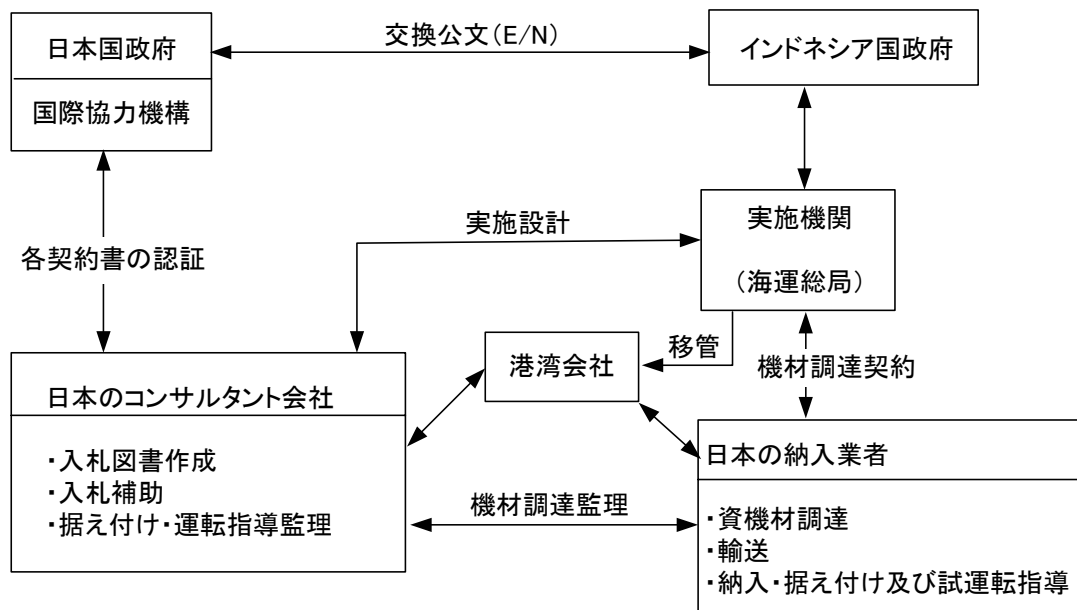 日本国政府
国際協力機構
交換公文(E/N)
インドネシア国政府
実施機関
(海運総局)
実施設計
各契約書の認証
移管
港湾会社
機材調達契約
日本のコンサルタント会社
・入札図書作成
・入札補助
・据え付け・運転指導監理
機材調達監理
日本の納入業者
・資機材調達
・輸送
・納入・据え付け及び試運転指導